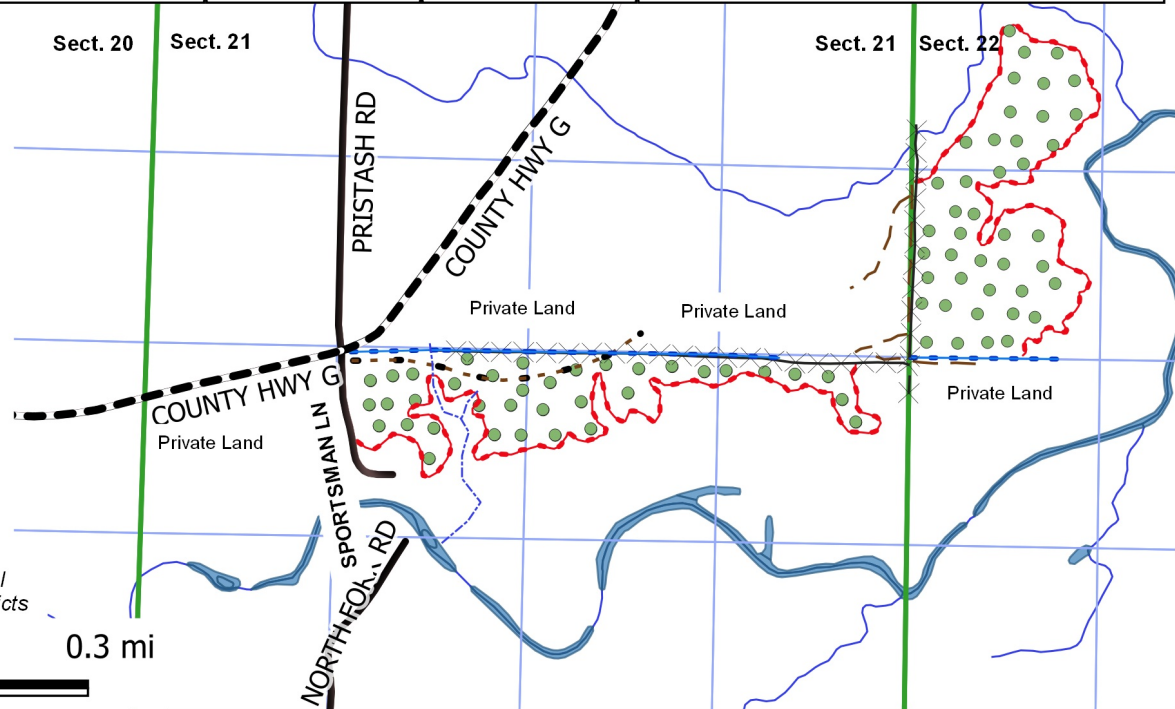 Sect. 20
Sect. 21
Sect. 21
Sect. 22
PRISTASH RD
COUNTY HWY G
Private Land
Private Land
COUNTY HWY G
Private Land
Private Land
SPORTSMAN LN
NORTH FORK RD
0.3 mi